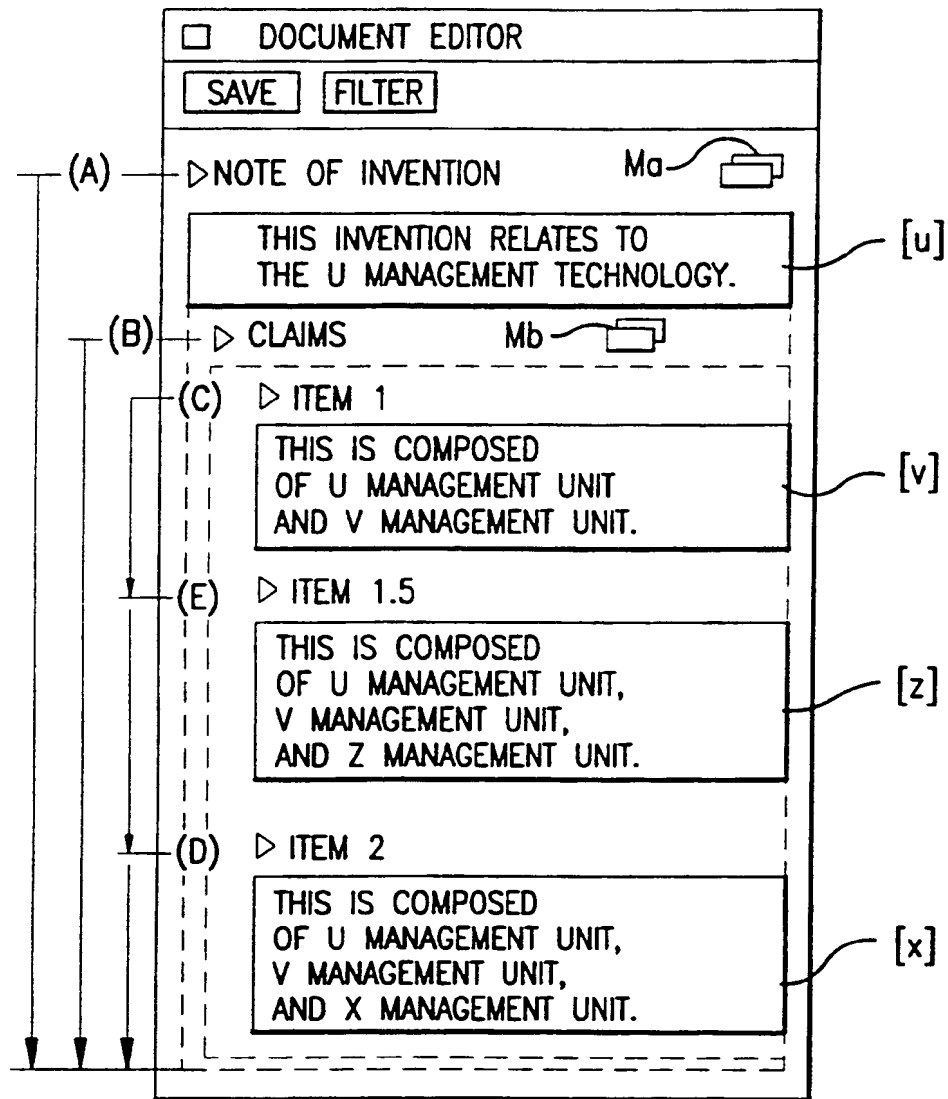 DOCUMENT EDITOR
SAVE FILTER
(A) NOTE OF INVENTION Ma
THIS INVENTION RELATES TO
THE U MANAGEMENT TECHNOLOGY.
[u]
(B) CLAIMS Mb
(C) ITEM 1
THIS IS COMPOSED
OF U MANAGEMENT UNIT
AND V MANAGEMENT UNIT.
[v]
(E) ITEM 1.5
THIS IS COMPOSED
OF U MANAGEMENT UNIT,
V MANAGEMENT UNIT,
AND Z MANAGEMENT UNIT.
[z]
(D) ITEM 2
THIS IS COMPOSED
OF U MANAGEMENT UNIT,
V MANAGEMENT UNIT,
AND X MANAGEMENT UNIT.
[x]